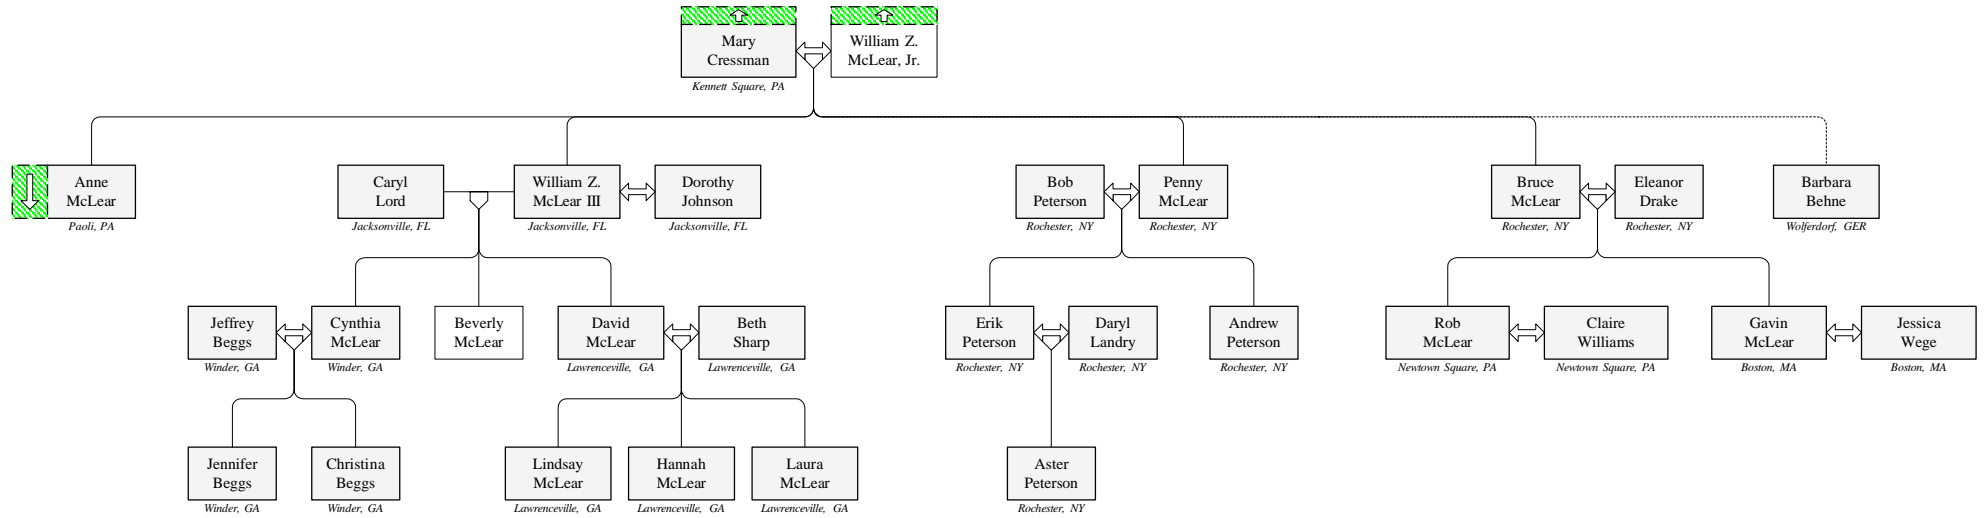 Mary
Cressman
Kennett Square, PA
William Z.
McLear, Jr.
Anne
McLear
Paoli, PA
Caryl
Lord
Jacksonville, FL
William Z.
McLear III
Jacksonville, FL
Dorothy
Johnson
Jacksonville, FL
Bob
Peterson
Rochester, NY
Penny
McLear
Rochester, NY
Bruce
McLear
Rochester, NY
Eleanor
Drake
Rochester, NY
Barbara
Behne
Wolferdorf, GER
Jeffrey
Beggs
Winder, GA
Cynthia
McLear
Winder, GA
Beverly
McLear
David
McLear
Lawrenceville, GA
Beth
Sharp
Lawrenceville, GA
Erik
Peterson
Rochester, NY
Daryl
Landry
Rochester, NY
Andrew
Peterson
Rochester, NY
Rob
McLear
Newtown Square, PA
Claire
Williams
Newtown Square, PA
Gavin
McLear
Boston, MA
Jessica
Wege
Boston, MA
Jennifer
Beggs
Winder, GA
Christina
Beggs
Winder, GA
Lindsay
McLear
Lawrenceville, GA
Hannah
McLear
Lawrenceville, GA
Laura
McLear
Lawrenceville, GA
Aster
Peterson
Rochester, NY